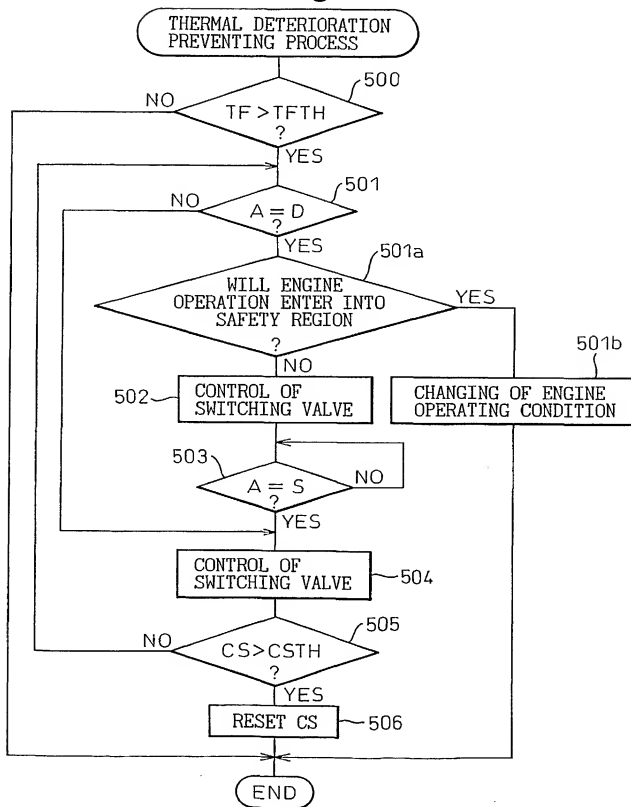 THERMAL DETERIORATION
PREVENTING PROCESS
500
NO
TF>TFTH
?
YES
501
NO
A=D
?
YES
501a
WILL ENGINE
OPERATION ENTER INTO
SAFETY REGION
?
YES
NO
501b
502
CONTROL OF
SWITCHING VALVE
CHANGING OF ENGINE
OPERATING CONDITION
503
A=S
?
NO
YES
CONTROL OF
SWITCHING VALVE
504
505
NO
CS>CSTH
?
YES
RESET CS
506
END